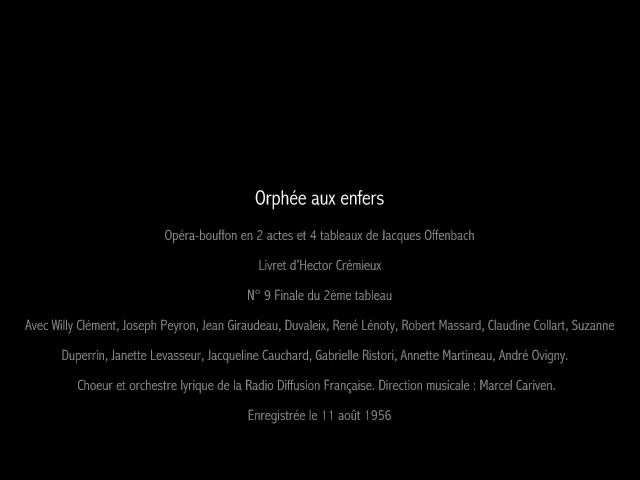 Orphée aux enfers
Opéra-bouffon en 2 actes et 4 tableaux de Jacques Offenbach
Livret d'Hector Crémieux
N° 9 Finale du 2ème tableau
Avec Willy Clément, Joseph Peyron, Jean Giraudeau, Duvaleix, René Lénoty, Robert Massard, Claudine Collart, Suzanne
Duperrin, Janette Levasseur, Jacqueline Cauchard, Gabrielle Ristori, Annette Martineau, André Ovigny.
Choeur et orchestre lyrique de la Radio Diffusion Française. Direction musicale : Marcel Cariven.
Enregistrée le 11 août 1956